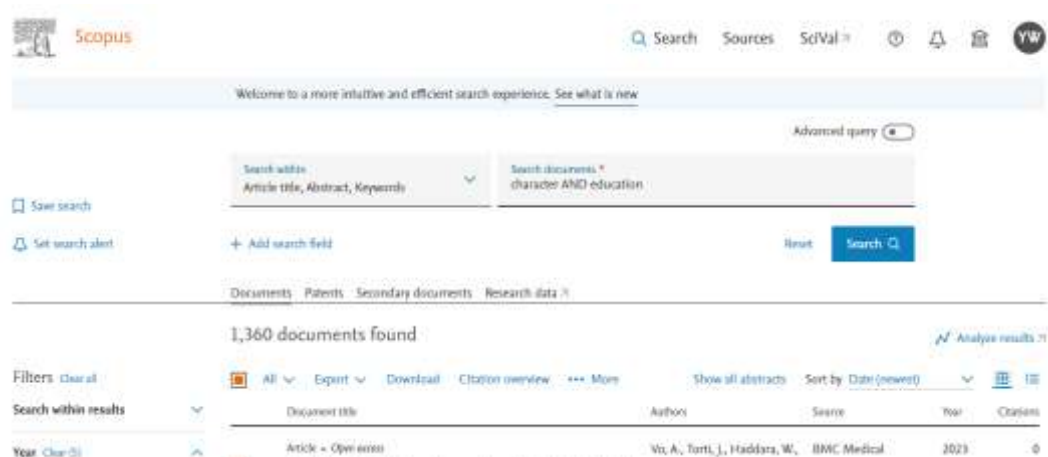 Scopus
Search Sources SciVal YW
Welcome to a more intuitive and efficient search experience. See what is new
Advanced query
Search within
Article title, Abstract, Keywords
Search documents *
character AND education
Save search
Set search alert
+ Add search field
Reset Search
Documents Patents Secondary documents Research data
1,360 documents found
Analyze results
Filters Clear all
All Export Download Citation overview ••• More Show all abstracts Sort by Date (newest)
Search within results
Document title Authors Source Year Citations
Year Clear (5)
Article • Open access Vo, A., Torti, J., Haddara, W., BMC Medical 2023 0